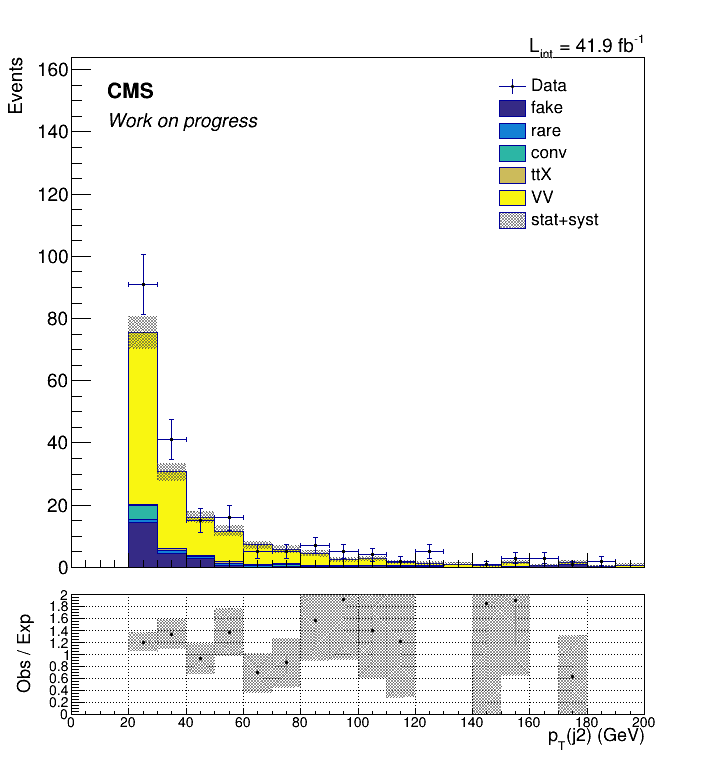 L_int = 41.9 fb^-1
Events
160
140
120
100
80
60
40
20
0
CMS
Work on progress
Data
fake
rare
conv
ttX
VV
stat+syst
Obs / Exp
2
1.8
1.6
1.4
1.2
1
0.8
0.6
0.4
0.2
0
0 20 40 60 80 100 120 140 160 180 200
p_T(j2) (GeV)